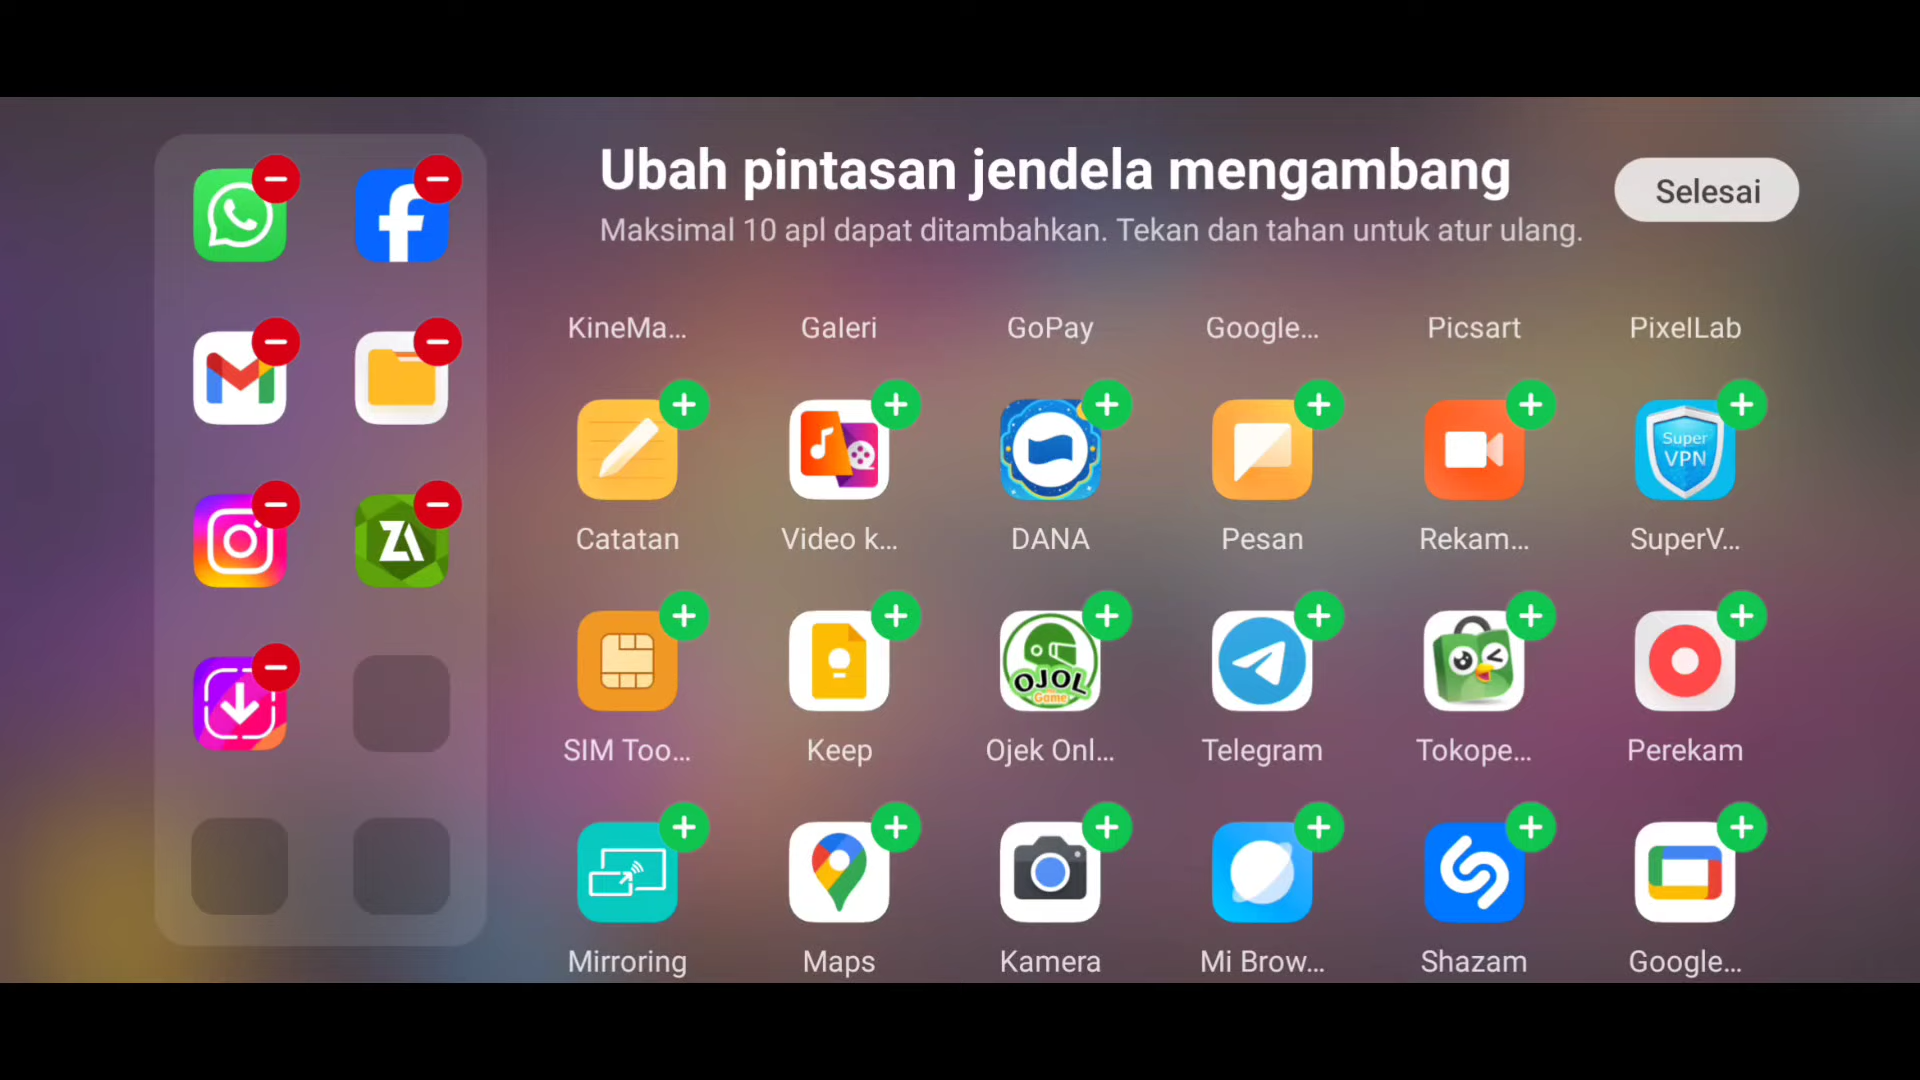 Ubah pintasan jendela mengambang
Selesai
Maksimal 10 apl dapat ditambahkan. Tekan dan tahan untuk atur ulang.
KineMa... Galeri GoPay Google... Picsart PixelLab
Super
VPN
Catatan Video k... DANA Pesan Rekam... SuperV...
OJOL
Game
SIM Too... Keep Ojek Onl... Telegram Tokope... Perekam
Mirroring Maps Kamera Mi Brow... Shazam Google...